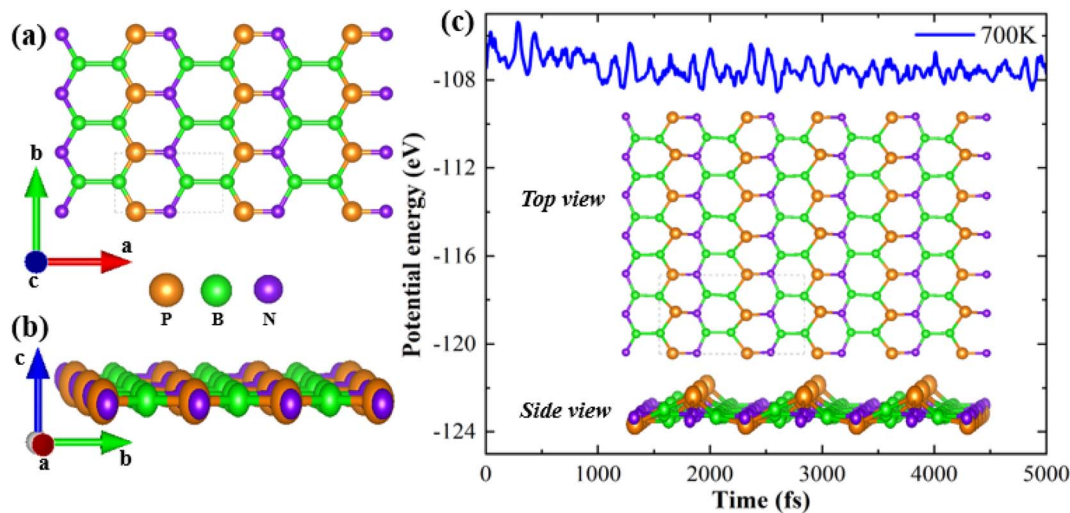 (a)
b
a
c
P B N
(b)
c
a
b
(c)
700K
Potential energy (eV)
-108
-112
-116
-120
-124
Top view
Side view
0 1000 2000 3000 4000 5000
Time (fs)